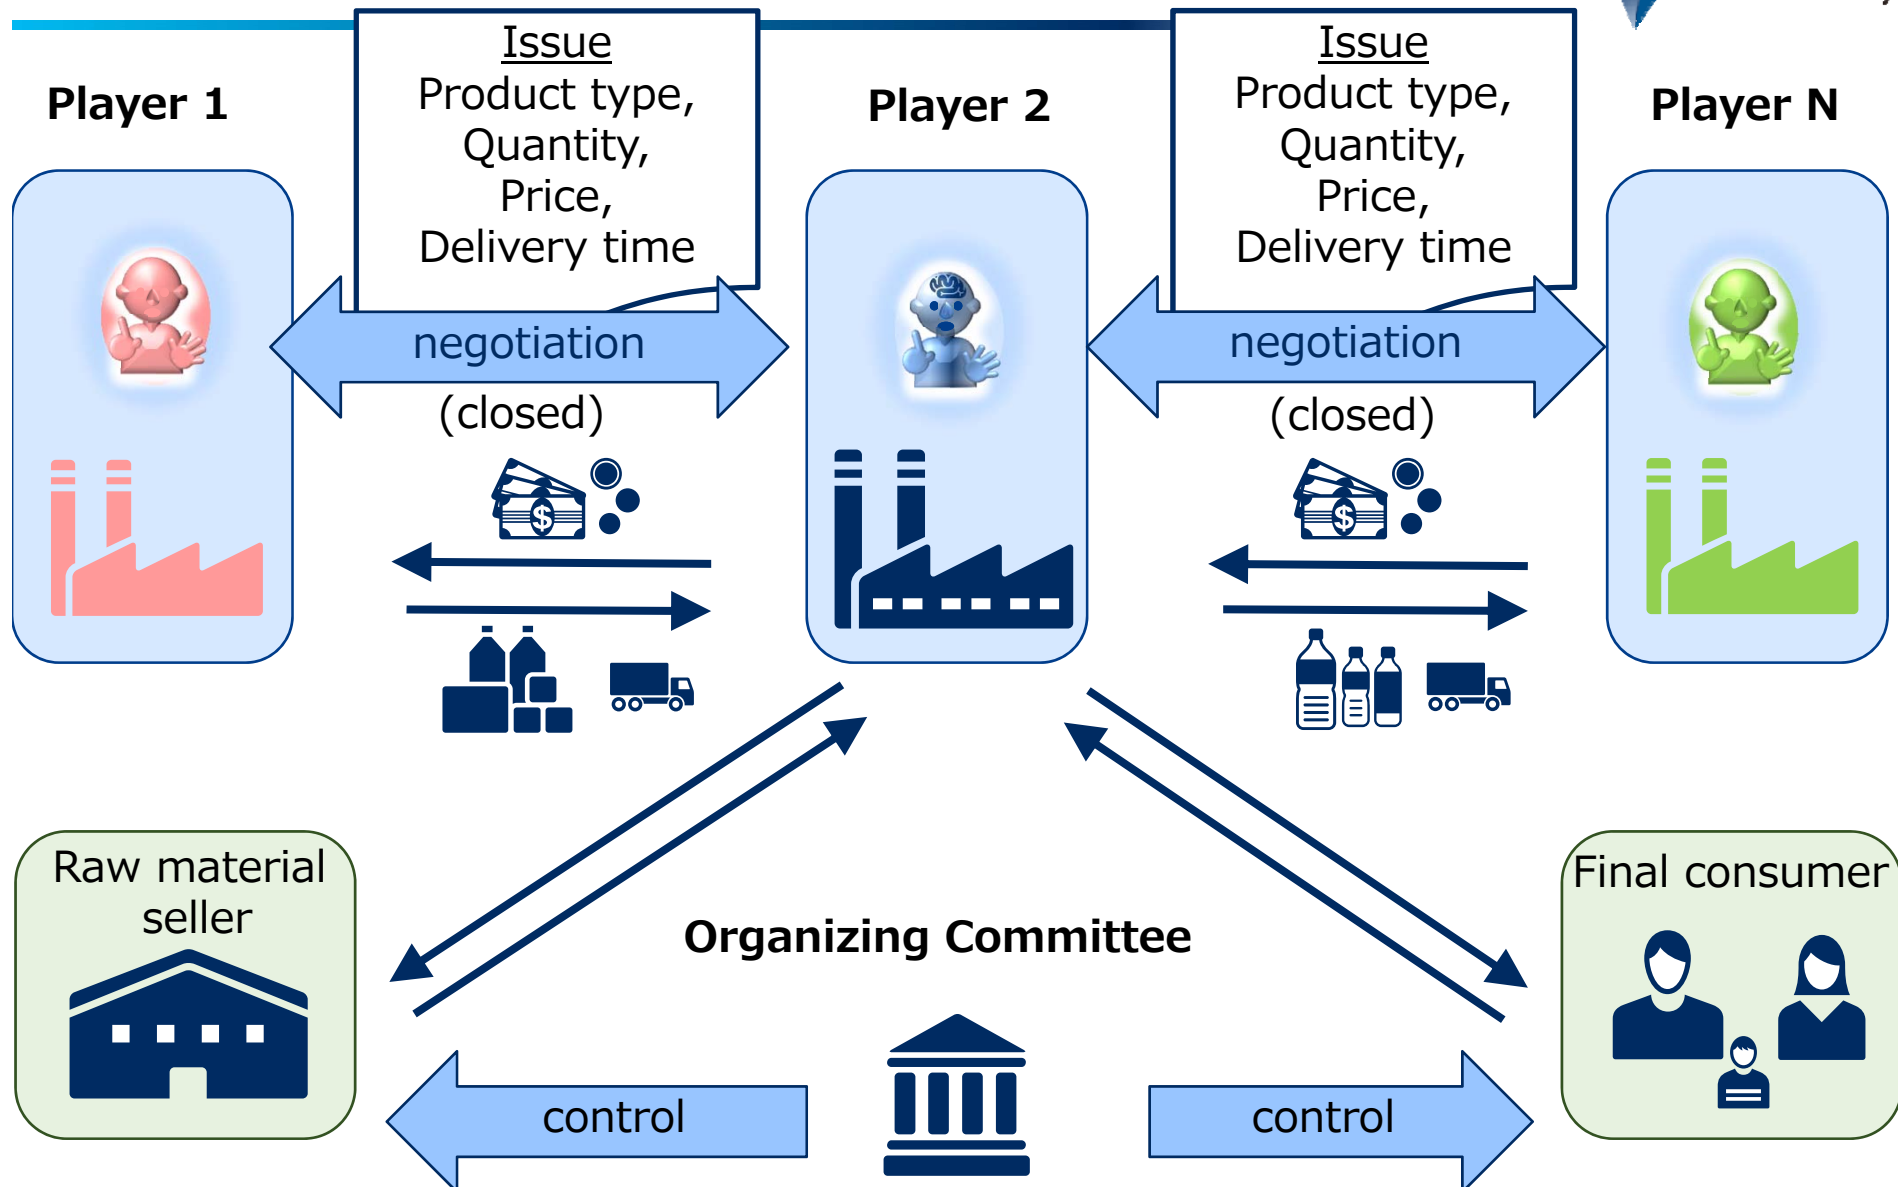 Issue
Product type,
Quantity,
Price,
Delivery time
Issue
Product type,
Quantity,
Price,
Delivery time
Player 1
Player 2
Player N
negotiation
negotiation
(closed)
(closed)
$
$
Raw material
seller
Final consumer
Organizing Committee
control
control